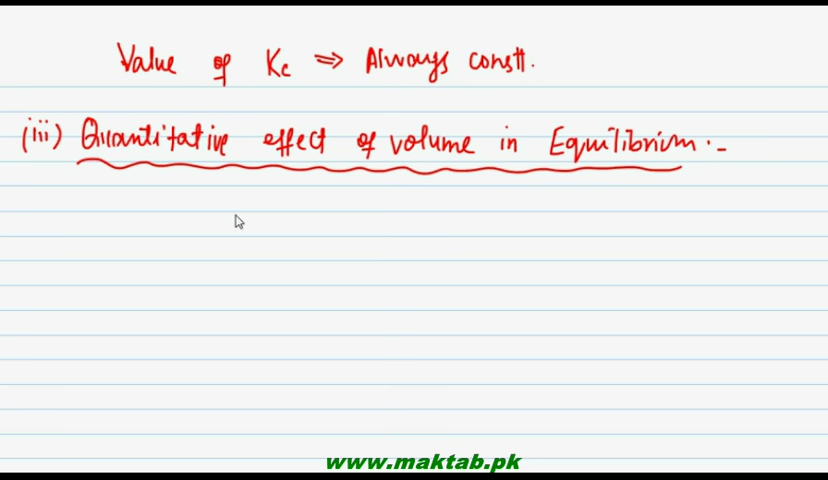 Value of Kc ⇒ Always constt.
(iii) Quantitative effect of volume in Equilibrium :-
www.maktab.pk